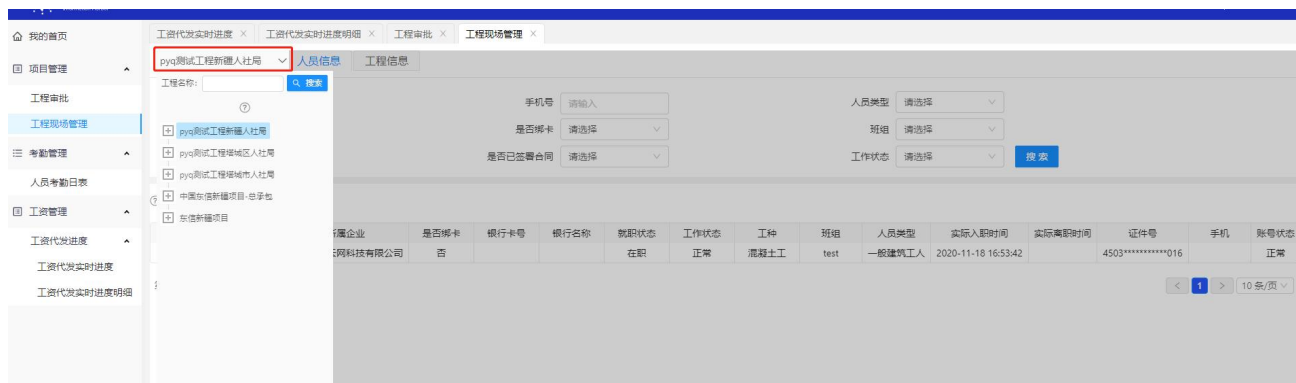 我的首页
工资代发实时进度 × 工资代发实时进度明细 × 工程审批 × 工程现场管理 ×
pyq测试工程新疆人社局 人员信息 工程信息
项目管理
工程名称: 搜索
工程审批
手机号 请输入 人员类型 请选择
工程现场管理
pyq测试工程新疆人社局
是否绑卡 请选择 班组 请选择
考勤管理
pyq测试工程塔城区人社局
是否已签署合同 请选择 工作状态 请选择 搜索
人员考勤日表
pyq测试工程塔城市人社局
中国东信新疆项目-总承包
工资管理
东信新疆项目
所属企业 是否绑卡 银行卡号 银行名称 就职状态 工作状态 工种 班组 人员类型 实际入职时间 实际离职时间 证件号 手机 账号状态
工资代发进度
网科技有限公司 否 在职 正常 混凝土工 test 一般建筑工人 2020-11-18 16:53:42 4503***********016 正常
工资代发实时进度
工资代发实时进度明细
< 1 > 10 条/页